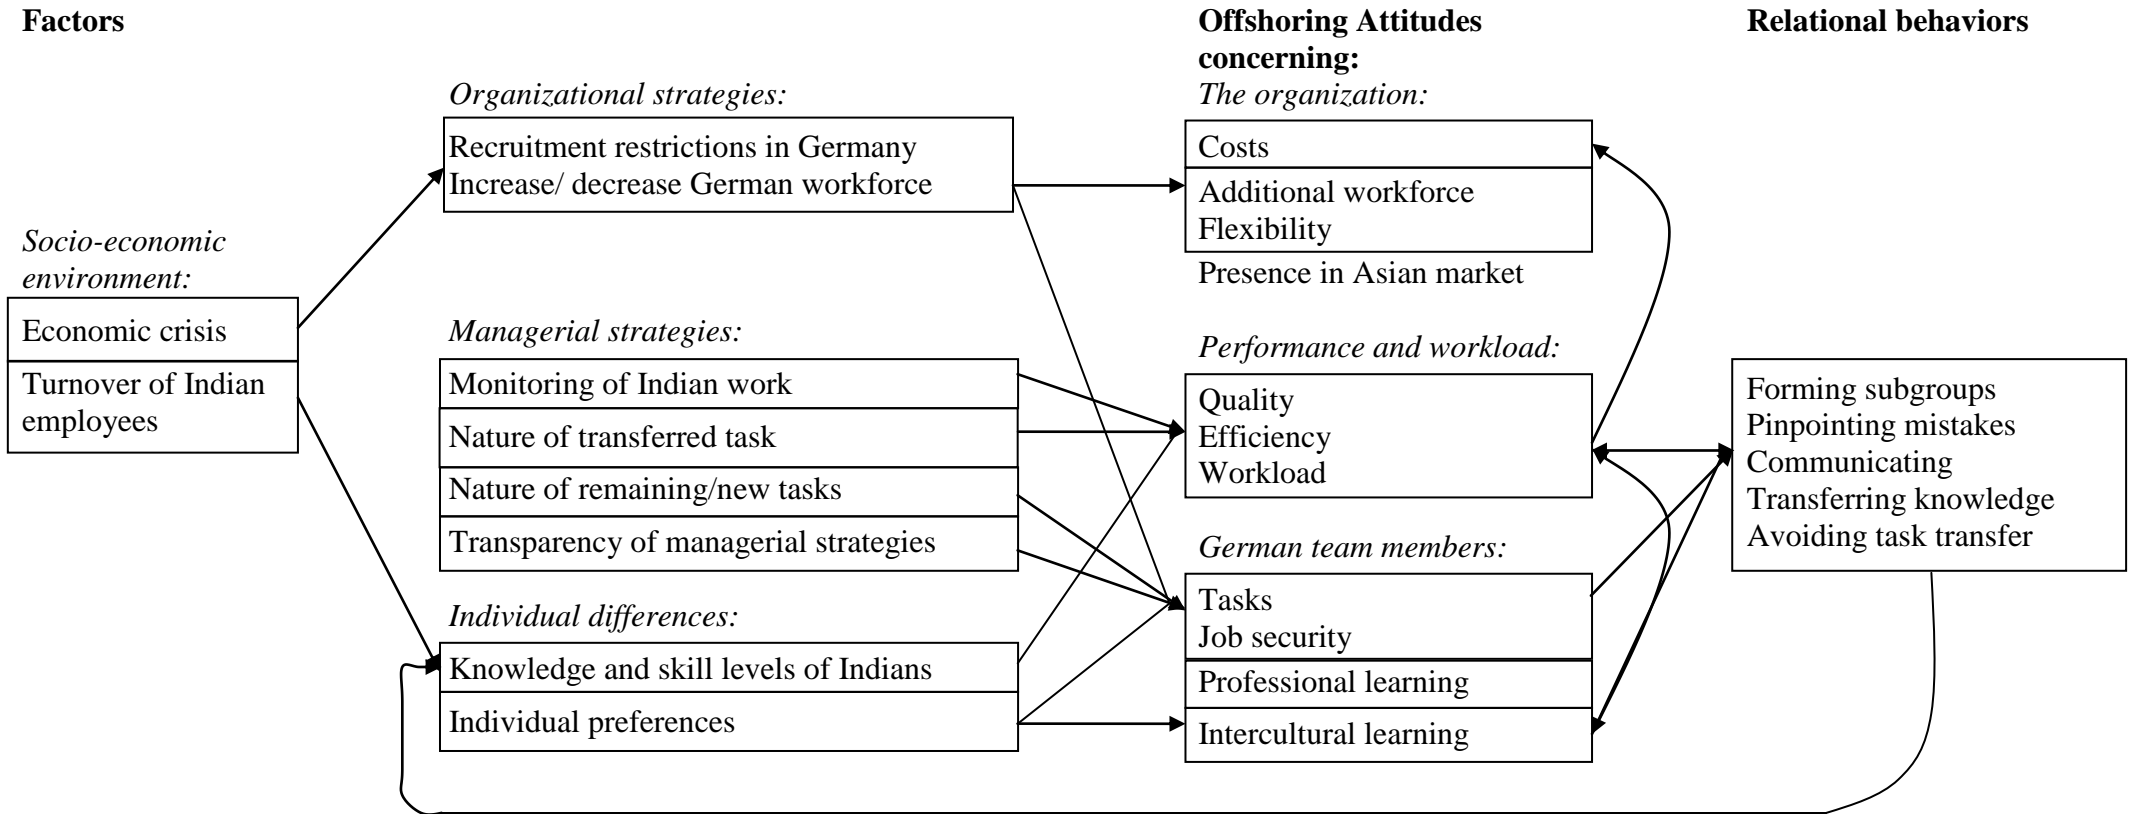 Factors
Offshoring Attitudes
concerning:
Relational behaviors
Socio-economic
environment:
Economic crisis
Turnover of Indian
employees
Organizational strategies:
Recruitment restrictions in Germany
Increase/ decrease German workforce
Managerial strategies:
Monitoring of Indian work
Nature of transferred task
Nature of remaining/new tasks
Transparency of managerial strategies
Individual differences:
Knowledge and skill levels of Indians
Individual preferences
The organization:
Costs
Additional workforce
Flexibility
Presence in Asian market
Performance and workload:
Quality
Efficiency
Workload
German team members:
Tasks
Job security
Professional learning
Intercultural learning
Forming subgroups
Pinpointing mistakes
Communicating
Transferring knowledge
Avoiding task transfer